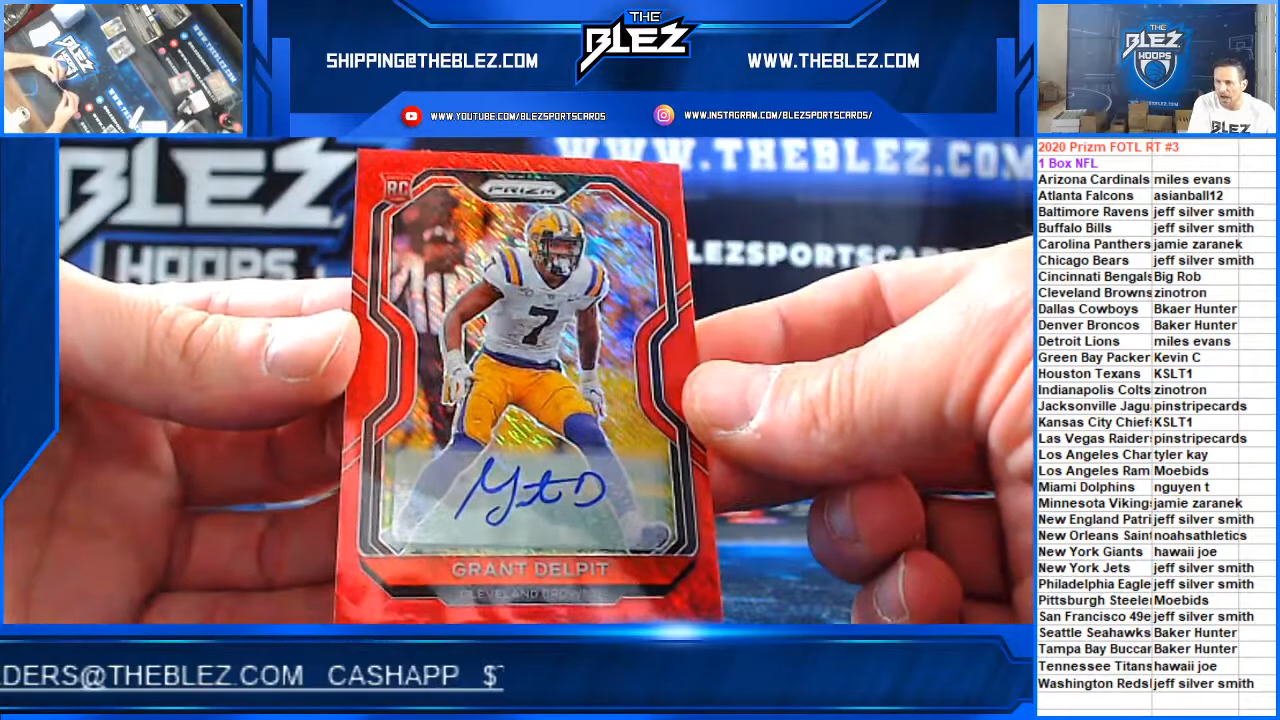 THE
BLEZ
SHIPPING@THEBLEZ.COM
WWW.THEBLEZ.COM
WWW.YOUTUBE.COM/BLEZSPORTSCARDS
WWW.INSTAGRAM.COM/BLEZSPORTSCARDS/
THE
BLEZ
HOOPS
BLEZ
BLEZ
HOOPS
WWW.THEBLEZ.COM
BLEZSPORTSCAR
RC
PRIZM
7
GRANT DELPIT
CLEVELAND BROWNS
DERS@THEBLEZ.COM CASHAPP $
2020 Prizm FOTL RT #3
1 Box NFL
Arizona Cardinals miles evans
Atlanta Falcons asianball12
Baltimore Ravens jeff silver smith
Buffalo Bills jeff silver smith
Carolina Panthers jamie zaranek
Chicago Bears jeff silver smith
Cincinnati Bengals Big Rob
Cleveland Browns zinotron
Dallas Cowboys Bkaer Hunter
Denver Broncos Baker Hunter
Detroit Lions miles evans
Green Bay Packer Kevin C
Houston Texans KSLT1
Indianapolis Colts zinotron
Jacksonville Jagu pinstripecards
Kansas City Chiefs KSLT1
Las Vegas Raiders pinstripecards
Los Angeles Char tyler kay
Los Angeles Ram Moebids
Miami Dolphins nguyen t
Minnesota Viking jamie zaranek
New England Patri jeff silver smith
New Orleans Saint noahsathletics
New York Giants hawaii joe
New York Jets jeff silver smith
Philadelphia Eagle jeff silver smith
Pittsburgh Steele Moebids
San Francisco 49e jeff silver smith
Seattle Seahawks Baker Hunter
Tampa Bay Buccan Baker Hunter
Tennessee Titans hawaii joe
Washington Reds jeff silver smith